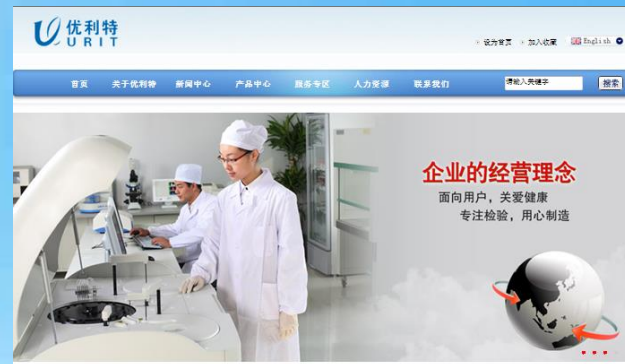 优利特
URIT
设为首页 加入收藏 English
首页 关于优利特 新闻中心 产品中心 服务专区 人力资源 联系我们 请输入关键字 搜索
企业的经营理念
面向用户，关爱健康
专注检验，用心制造